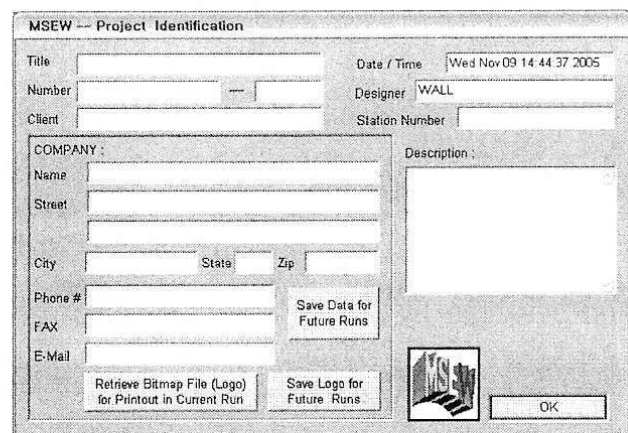 MSEW -- Project Identification
Title
Date / Time Wed Nov 09 14:44:37 2005
Number —
Designer WALL
Client
Station Number
COMPANY :
Description :
Name
Street
City State Zip
Phone #
Save Data for
Future Runs
FAX
E-Mail
Retrieve Bitmap File (Logo)
for Printout in Current Run
Save Logo for
Future Runs
MSEW
OK